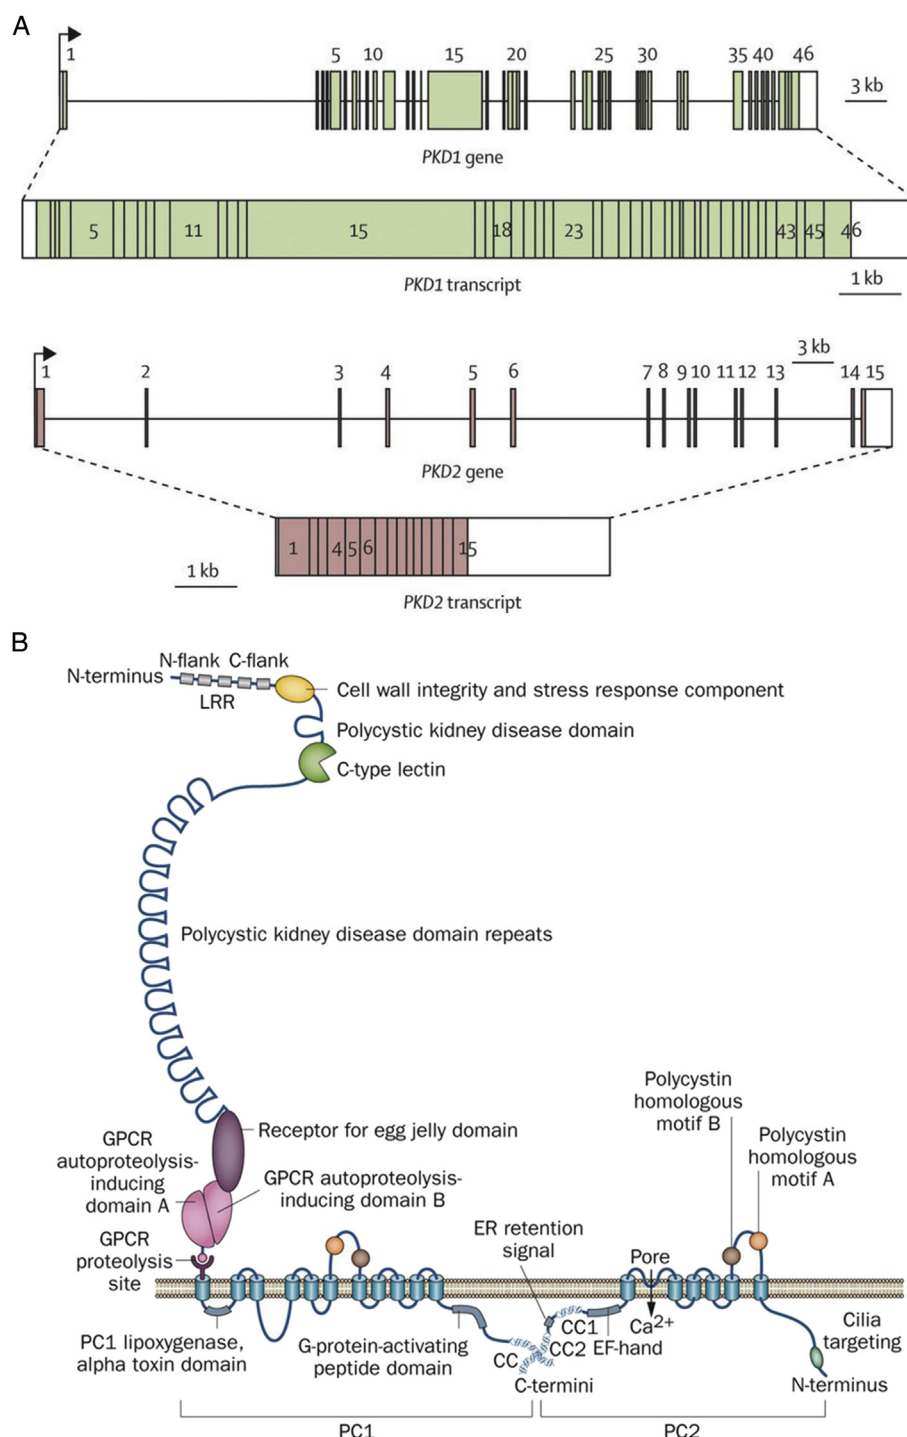 A
1 5 10 15 20 25 30 35 40 46
3 kb
PKD1 gene
5 11 15 18 23 43 45 46
PKD1 transcript
1 kb
3 kb
1 2 3 4 5 6 7 8 9 10 11 12 13 14 15
PKD2 gene
1 4 5 6 15
1 kb
PKD2 transcript
B
N-flank C-flank
N-terminus
LRR
Cell wall integrity and stress response component
Polycystic kidney disease domain
C-type lectin
Polycystic kidney disease domain repeats
Receptor for egg jelly domain
GPCR
autoproteolysis-
inducing
domain A
GPCR autoproteolysis-
inducing domain B
GPCR
proteolysis
site
PC1 lipoxygenase,
alpha toxin domain
G-protein-activating
peptide domain
ER retention
signal
CC
CC1
CC2
EF-hand
C-termini
Pore
Ca2+
Polycystin
homologous
motif B
Polycystin
homologous
motif A
Cilia
targeting
N-terminus
PC1
PC2